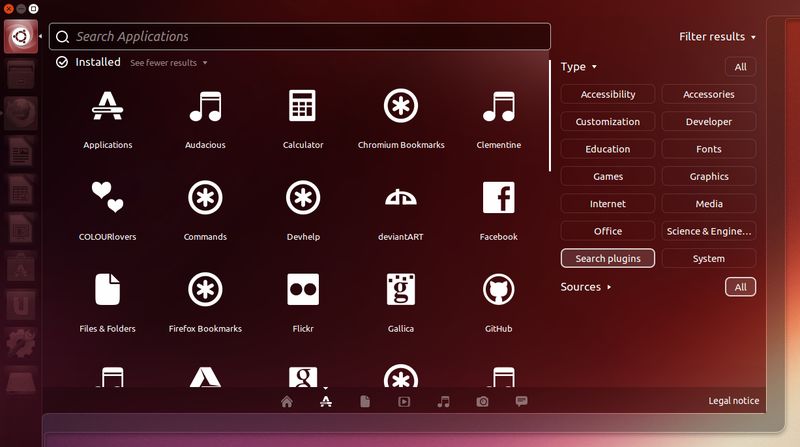 Search Applications
Filter results
Installed See fewer results
Type All
Accessibility Accessories
Customization Developer
Education Fonts
Games Graphics
Internet Media
Office Science & Engine...
Search plugins System
Sources All
Applications Audacious Calculator Chromium Bookmarks Clementine
COLOURlovers Commands Devhelp deviantART Facebook
Files & Folders Firefox Bookmarks Flickr Gallica GitHub
Legal notice